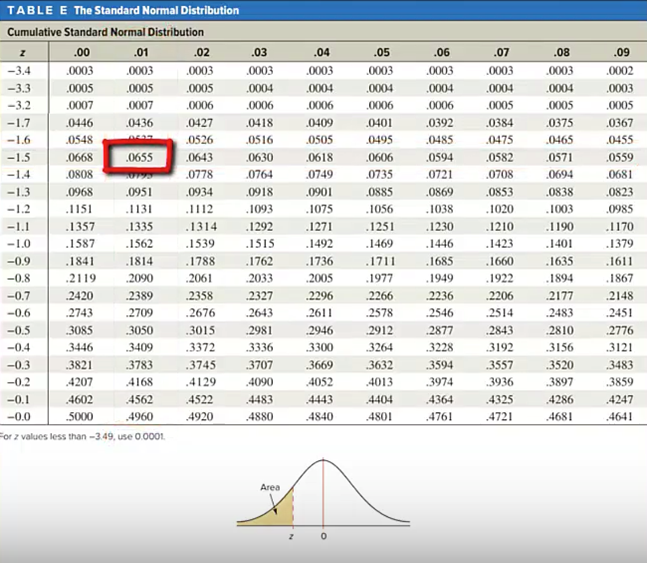 TABLE E The Standard Normal Distribution
Cumulative Standard Normal Distribution
z .00 .01 .02 .03 .04 .05 .06 .07 .08 .09
−3.4 .0003 .0003 .0003 .0003 .0003 .0003 .0003 .0003 .0003 .0002
−3.3 .0005 .0005 .0005 .0004 .0004 .0004 .0004 .0004 .0004 .0003
−3.2 .0007 .0007 .0006 .0006 .0006 .0006 .0006 .0005 .0005 .0005
−1.7 .0446 .0436 .0427 .0418 .0409 .0401 .0392 .0384 .0375 .0367
−1.6 .0548 .0537 .0526 .0516 .0505 .0495 .0485 .0475 .0465 .0455
−1.5 .0668 .0655 .0643 .0630 .0618 .0606 .0594 .0582 .0571 .0559
−1.4 .0808 .0793 .0778 .0764 .0749 .0735 .0721 .0708 .0694 .0681
−1.3 .0968 .0951 .0934 .0918 .0901 .0885 .0869 .0853 .0838 .0823
−1.2 .1151 .1131 .1112 .1093 .1075 .1056 .1038 .1020 .1003 .0985
−1.1 .1357 .1335 .1314 .1292 .1271 .1251 .1230 .1210 .1190 .1170
−1.0 .1587 .1562 .1539 .1515 .1492 .1469 .1446 .1423 .1401 .1379
−0.9 .1841 .1814 .1788 .1762 .1736 .1711 .1685 .1660 .1635 .1611
−0.8 .2119 .2090 .2061 .2033 .2005 .1977 .1949 .1922 .1894 .1867
−0.7 .2420 .2389 .2358 .2327 .2296 .2266 .2236 .2206 .2177 .2148
−0.6 .2743 .2709 .2676 .2643 .2611 .2578 .2546 .2514 .2483 .2451
−0.5 .3085 .3050 .3015 .2981 .2946 .2912 .2877 .2843 .2810 .2776
−0.4 .3446 .3409 .3372 .3336 .3300 .3264 .3228 .3192 .3156 .3121
−0.3 .3821 .3783 .3745 .3707 .3669 .3632 .3594 .3557 .3520 .3483
−0.2 .4207 .4168 .4129 .4090 .4052 .4013 .3974 .3936 .3897 .3859
−0.1 .4602 .4562 .4522 .4483 .4443 .4404 .4364 .4325 .4286 .4247
−0.0 .5000 .4960 .4920 .4880 .4840 .4801 .4761 .4721 .4681 .4641
For z values less than −3.49, use 0.0001.
Area
z 0